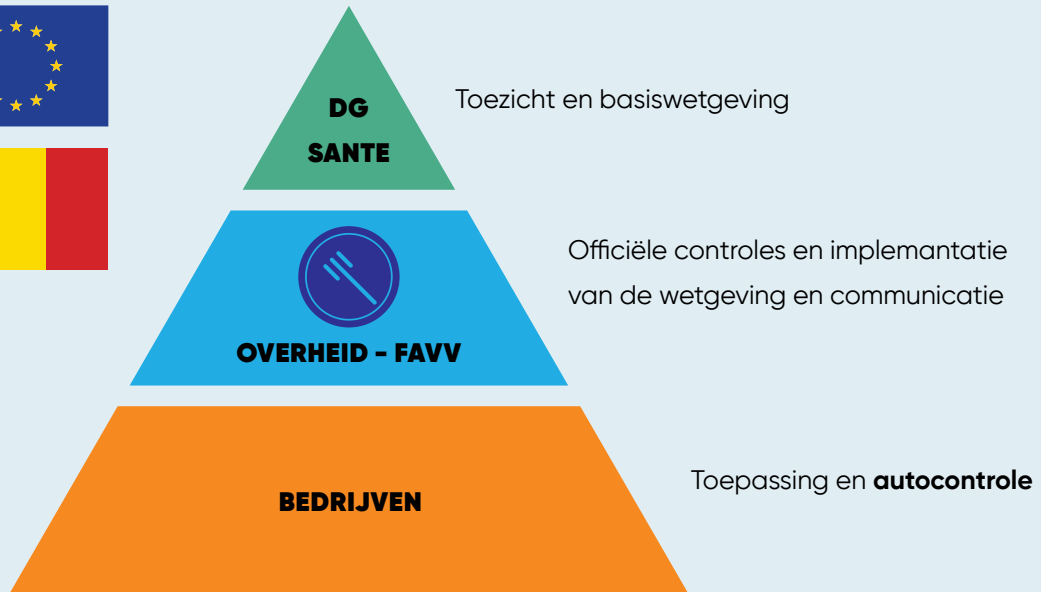 DG
SANTE
Toezicht en basiswetgeving
Officiële controles en implemantatie
van de wetgeving en communicatie
OVERHEID - FAVV
BEDRIJVEN
Toepassing en autocontrole